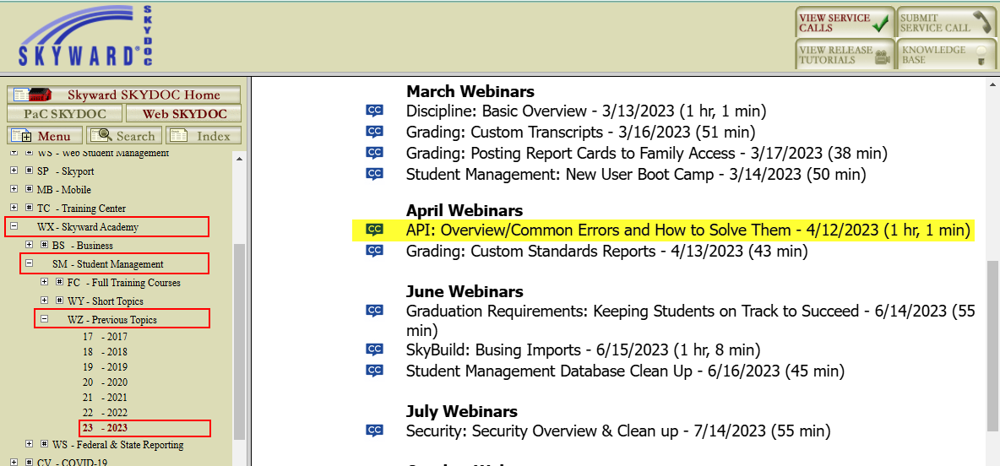 SKYWARD®
SKYDOC
VIEW SERVICE
CALLS
SUBMIT
SERVICE CALL
VIEW RELEASE
TUTORIALS
KNOWLEDGE
BASE
Skyward SKYDOC Home
PaC SKYDOC
Web SKYDOC
Menu
Search
Index
WS - Web Student Management
SP - Skyport
MB - Mobile
TC - Training Center
WX - Skyward Academy
BS - Business
SM - Student Management
FC - Full Training Courses
WY - Short Topics
WZ - Previous Topics
17 - 2017
18 - 2018
19 - 2019
20 - 2020
21 - 2021
22 - 2022
23 - 2023
WS - Federal & State Reporting
CV - COVID-19
March Webinars
CC Discipline: Basic Overview - 3/13/2023 (1 hr, 1 min)
CC Grading: Custom Transcripts - 3/16/2023 (51 min)
CC Grading: Posting Report Cards to Family Access - 3/17/2023 (38 min)
CC Student Management: New User Boot Camp - 3/14/2023 (50 min)
April Webinars
CC API: Overview/Common Errors and How to Solve Them - 4/12/2023 (1 hr, 1 min)
CC Grading: Custom Standards Reports - 4/13/2023 (43 min)
June Webinars
CC Graduation Requirements: Keeping Students on Track to Succeed - 6/14/2023 (55
min)
CC SkyBuild: Busing Imports - 6/15/2023 (1 hr, 8 min)
CC Student Management Database Clean Up - 6/16/2023 (45 min)
July Webinars
CC Security: Security Overview & Clean up - 7/14/2023 (55 min)